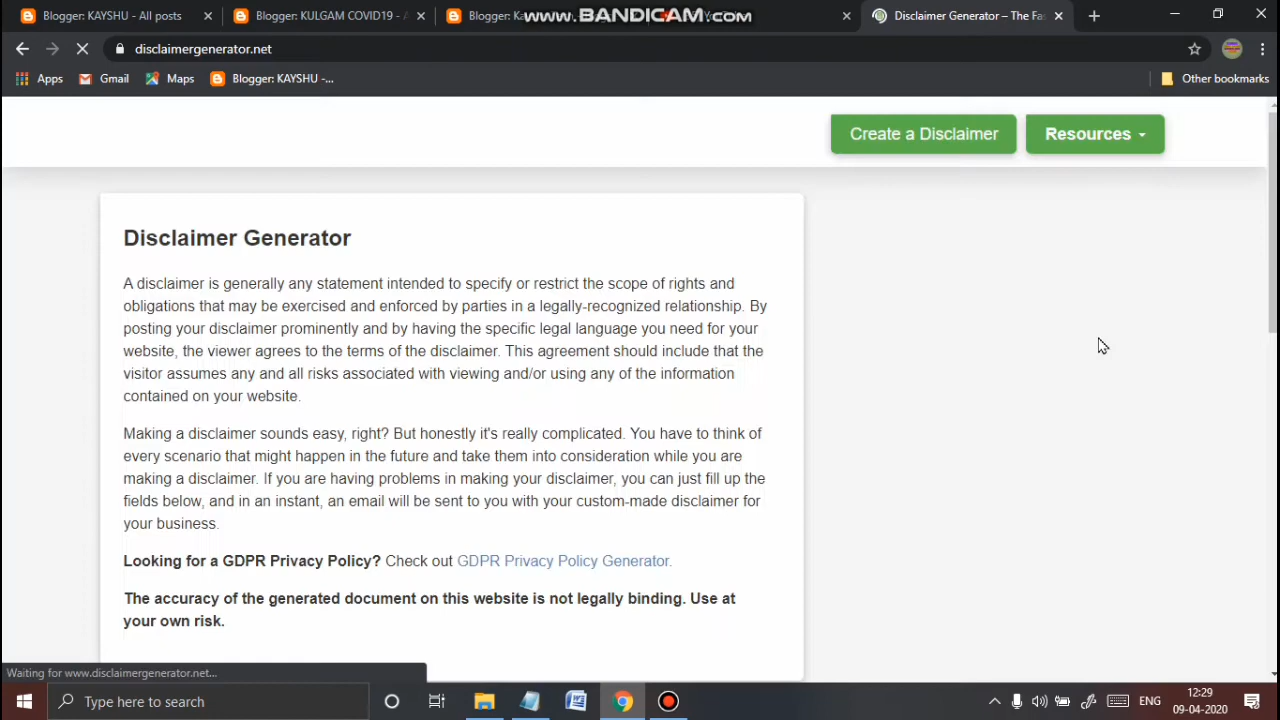 Blogger: KAYSHU - All posts
Blogger: KULGAM COVID19 -
Blogger:
www.BANDICAM.com
Disclaimer Generator – The Fas
disclaimergenerator.net
Apps
Gmail
Maps
Blogger: KAYSHU -...
Other bookmarks
Create a Disclaimer
Resources
Disclaimer Generator
A disclaimer is generally any statement intended to specify or restrict the scope of rights and
obligations that may be exercised and enforced by parties in a legally-recognized relationship. By
posting your disclaimer prominently and by having the specific legal language you need for your
website, the viewer agrees to the terms of the disclaimer. This agreement should include that the
visitor assumes any and all risks associated with viewing and/or using any of the information
contained on your website.
Making a disclaimer sounds easy, right? But honestly it's really complicated. You have to think of
every scenario that might happen in the future and take them into consideration while you are
making a disclaimer. If you are having problems in making your disclaimer, you can just fill up the
fields below, and in an instant, an email will be sent to you with your custom-made disclaimer for
your business.
Looking for a GDPR Privacy Policy? Check out GDPR Privacy Policy Generator.
The accuracy of the generated document on this website is not legally binding. Use at
your own risk.
Waiting for www.disclaimergenerator.net...
Type here to search
ENG
12:29
09-04-2020